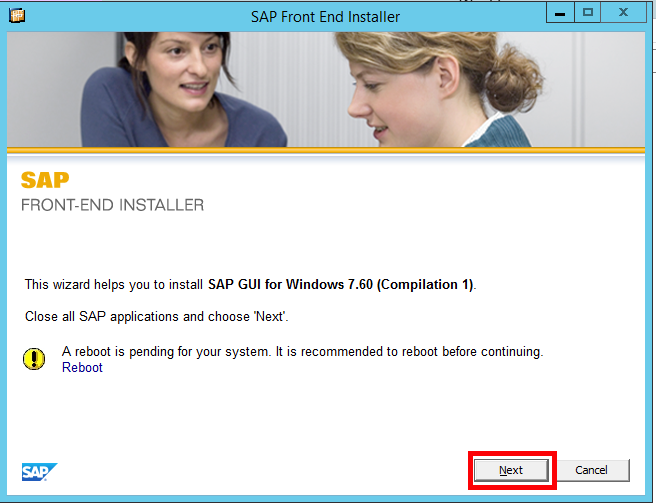 SAP Front End Installer
SAP
FRONT-END INSTALLER
This wizard helps you to install SAP GUI for Windows 7.60 (Compilation 1).
Close all SAP applications and choose 'Next'.
A reboot is pending for your system. It is recommended to reboot before continuing.
Reboot
SAP
Next
Cancel